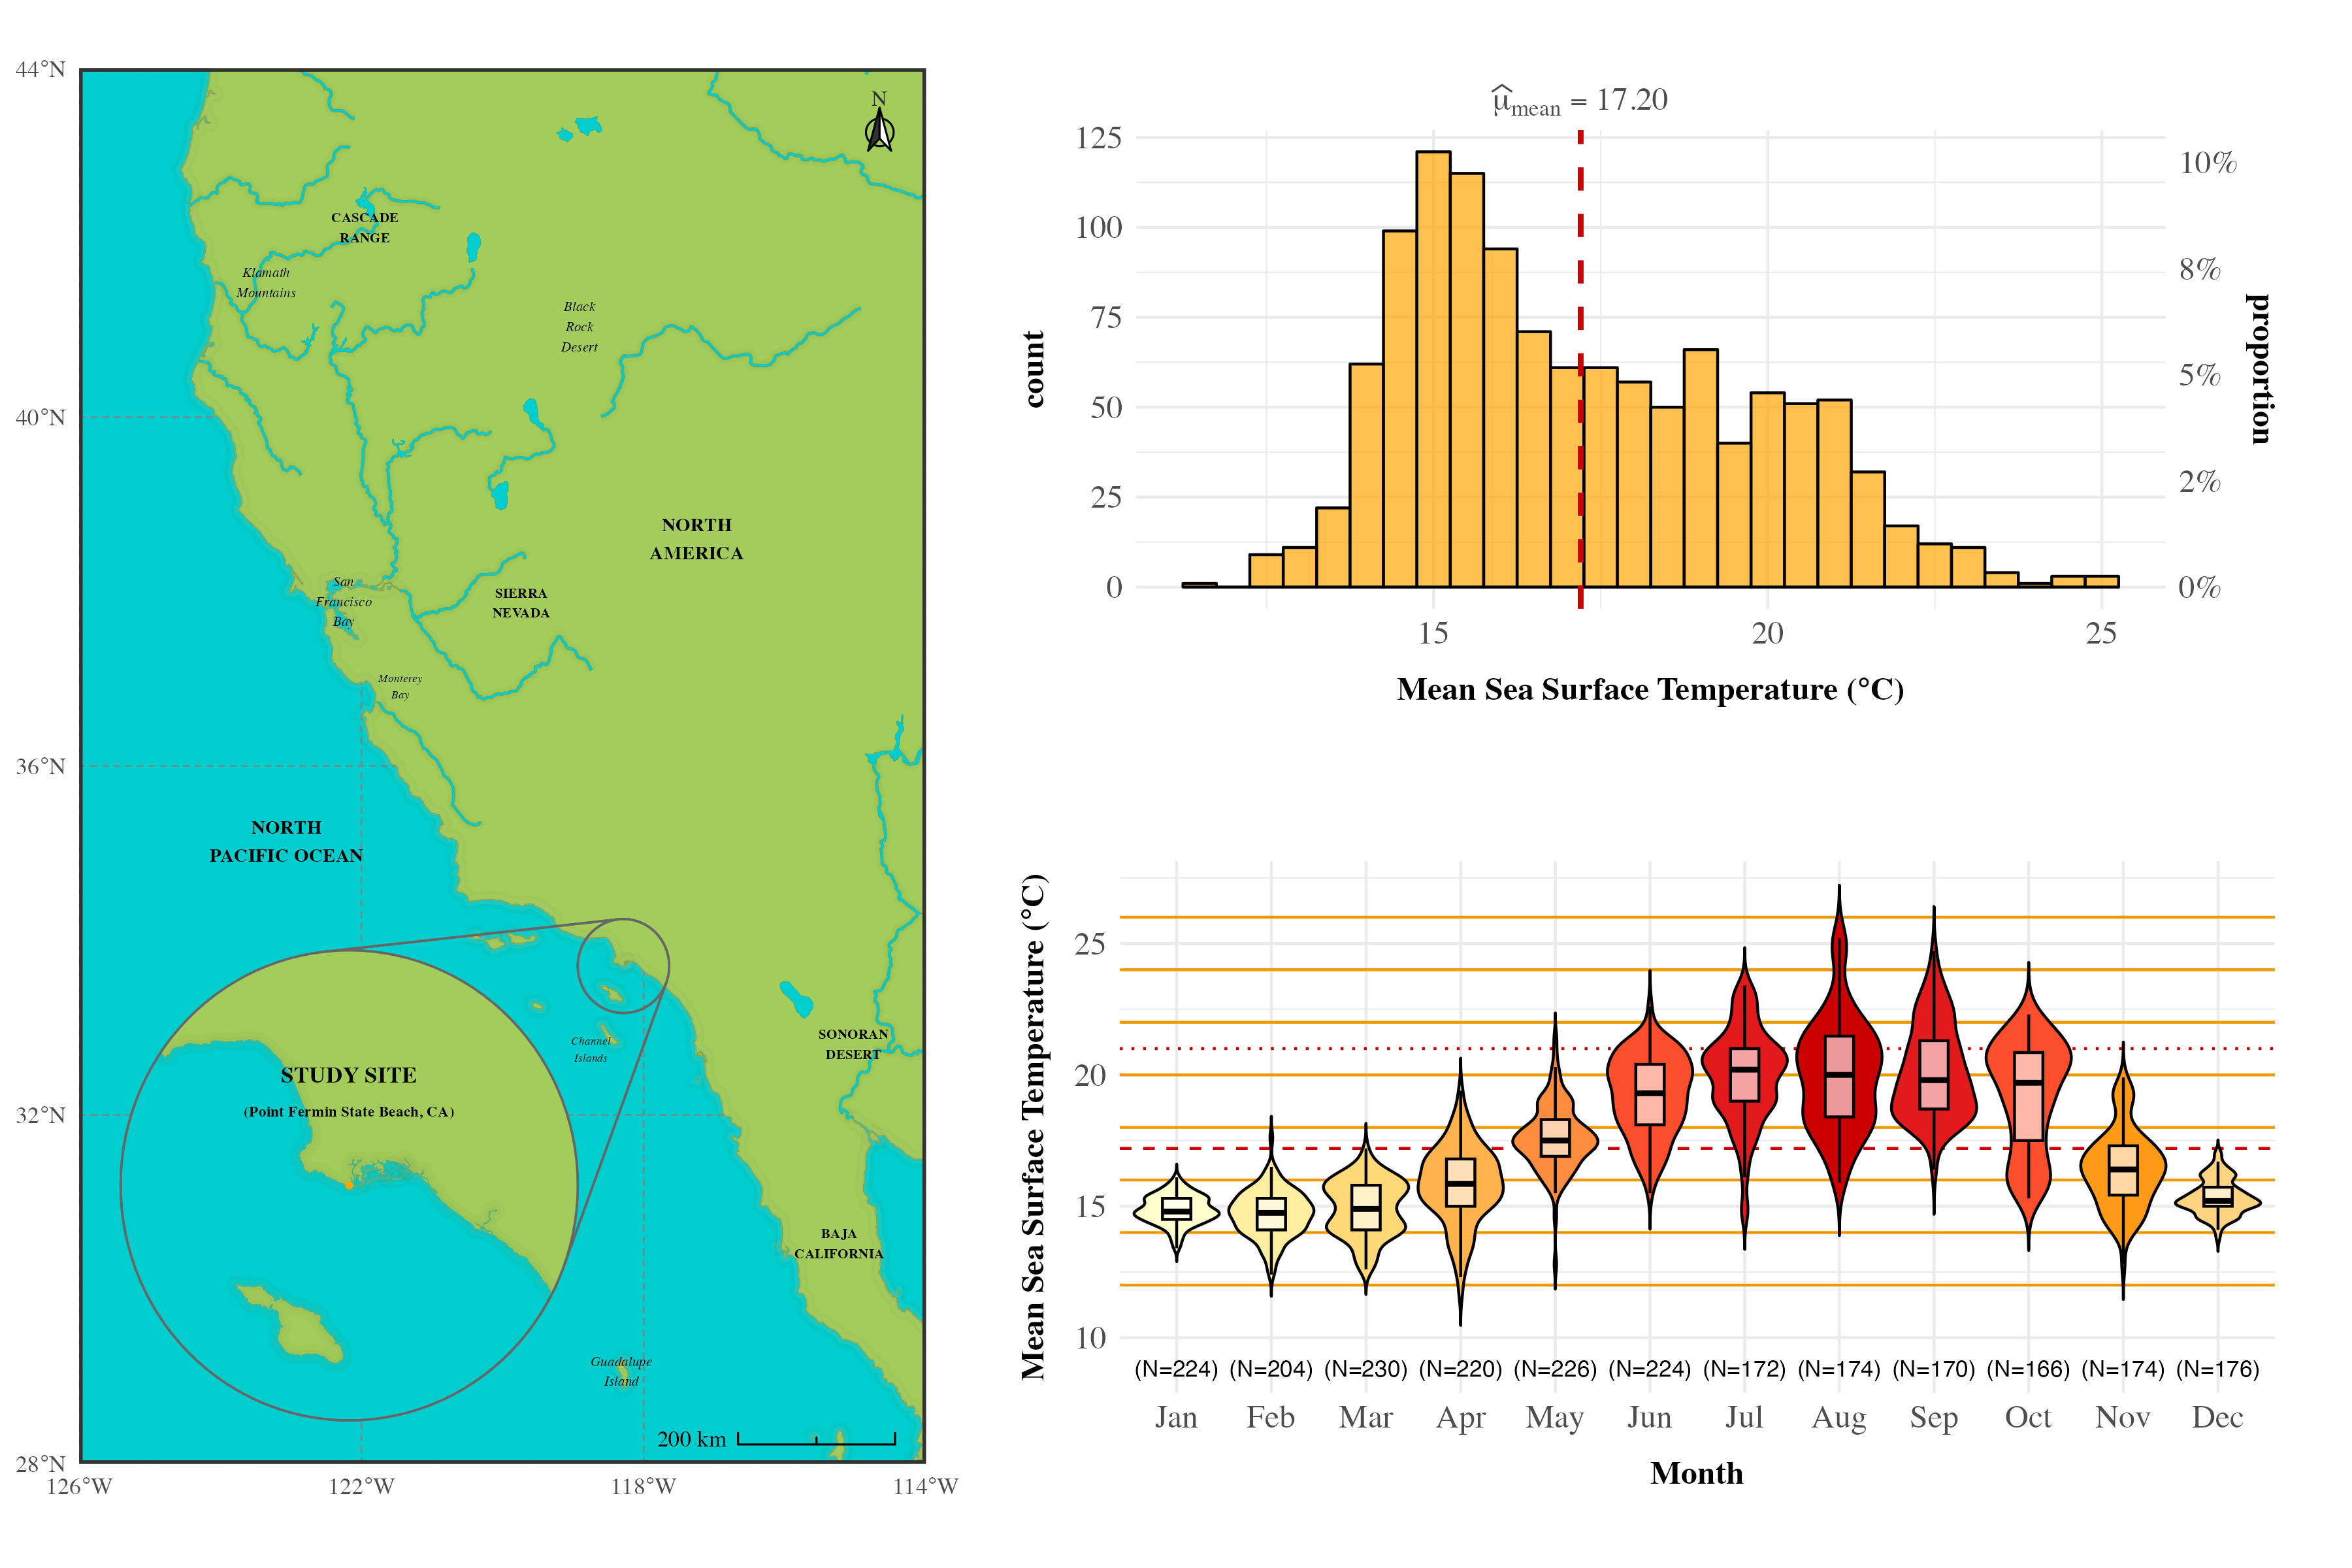 44°N
40°N
36°N
32°N
28°N
126°W
122°W
118°W
114°W
N
CASCADE
RANGE
Klamath
Mountains
Black
Rock
Desert
NORTH
AMERICA
San
Francisco
Bay
SIERRA
NEVADA
Monterey
Bay
NORTH
PACIFIC OCEAN
Channel
Islands
SONORAN
DESERT
STUDY SITE
(Point Fermin State Beach, CA)
BAJA
CALIFORNIA
Guadalupe
Island
200 km
μ̂mean = 17.20
125
100
75
50
25
0
count
10%
8%
5%
2%
0%
proportion
15
20
25
Mean Sea Surface Temperature (°C)
Mean Sea Surface Temperature (°C)
25
20
15
10
(N=224) (N=204) (N=230) (N=220) (N=226) (N=224) (N=172) (N=174) (N=170) (N=166) (N=174) (N=176)
Jan Feb Mar Apr May Jun Jul Aug Sep Oct Nov Dec
Month